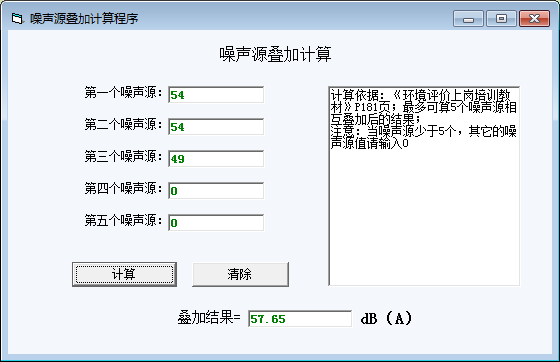 噪声源叠加计算程序
噪声源叠加计算
第一个噪声源： 54
第二个噪声源： 54
第三个噪声源： 49
第四个噪声源： 0
第五个噪声源： 0
计算依据：《环境评价上岗培训教
材》P181页；最多可算5个噪声源相
互叠加后的结果；
注意：当噪声源少于5个，其它的噪
声源值请输入0
计算 清除
叠加结果= 57.65 dB（A）